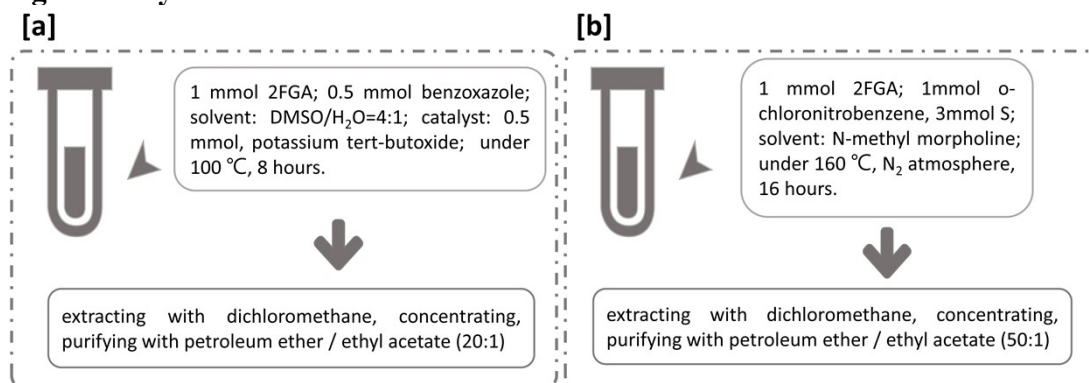 [a]
1 mmol 2FGA; 0.5 mmol benzoxazole;
solvent: DMSO/H₂O=4:1; catalyst: 0.5
mmol, potassium tert-butoxide; under
100 ℃, 8 hours.
extracting with dichloromethane, concentrating,
purifying with petroleum ether / ethyl acetate (20:1)
[b]
1 mmol 2FGA; 1mmol o-
chloronitrobenzene, 3mmol S;
solvent: N-methyl morpholine;
under 160 ℃, N₂ atmosphere,
16 hours.
extracting with dichloromethane, concentrating,
purifying with petroleum ether / ethyl acetate (50:1)